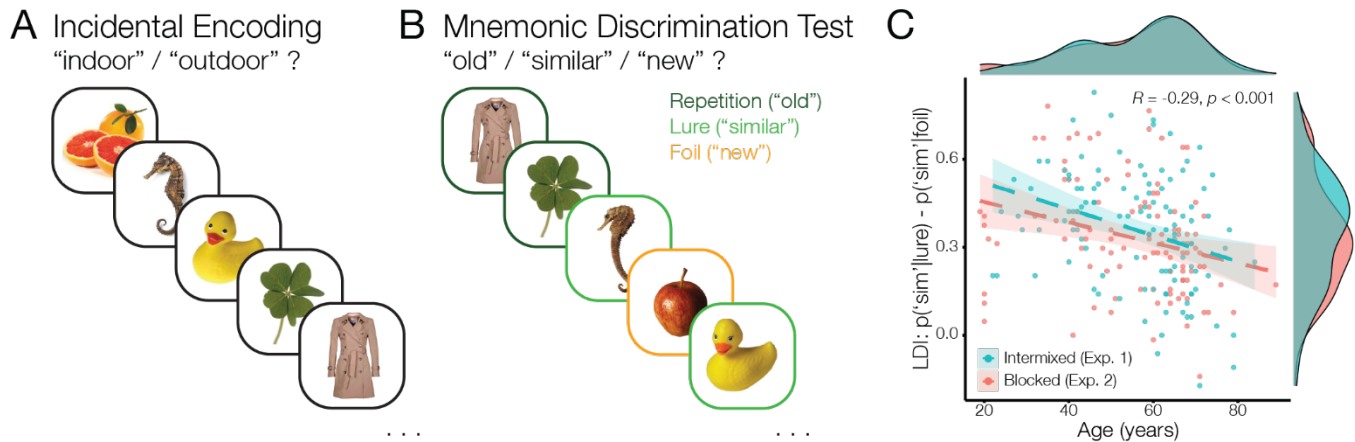 A Incidental Encoding
“indoor” / “outdoor” ?
. . .
B Mnemonic Discrimination Test
“old” / “similar” / “new” ?
Repetition (“old”)
Lure (“similar”)
Foil (“new”)
. . .
C
R = -0.29, p < 0.001
LDI: p(‘sim’|lure) - p(‘sim’|foil)
0.6
0.3
0.0
Intermixed (Exp. 1)
Blocked (Exp. 2)
20 40 60 80
Age (years)